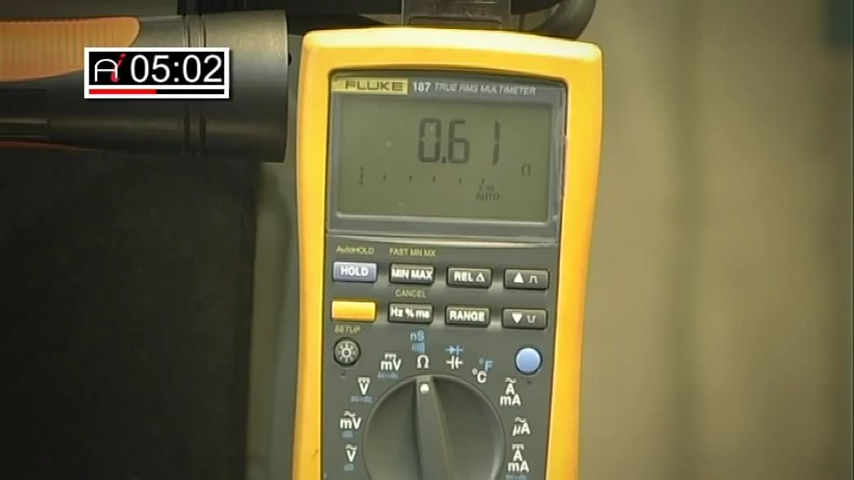 Ai 05:02
FLUKE 187 TRUE RMS MULTIMETER
0.61
Ω
AUTO
AutoHOLD FAST MN MX
HOLD MIN MAX REL Δ ▲
CANCEL
Hz % ms RANGE ▼
SETUP
nS
mV Ω °F
°C
V mA
mV µA
V A
mA